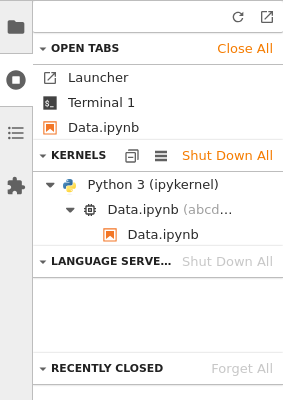 OPEN TABS Close All
Launcher
Terminal 1
Data.ipynb
KERNELS Shut Down All
Python 3 (ipykernel)
Data.ipynb (abcd...
Data.ipynb
LANGUAGE SERVE... Shut Down All
RECENTLY CLOSED Forget All